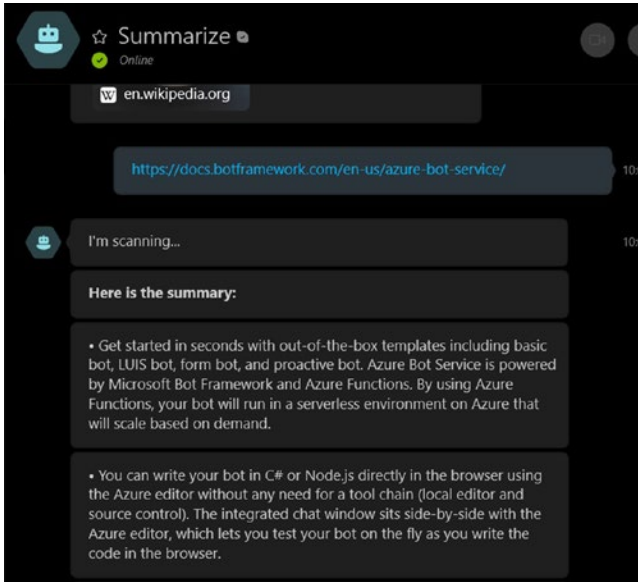 Summarize
Online
W en.wikipedia.org
https://docs.botframework.com/en-us/azure-bot-service/
10:
I'm scanning...
10:
Here is the summary:
• Get started in seconds with out-of-the-box templates including basic
bot, LUIS bot, form bot, and proactive bot. Azure Bot Service is powered
by Microsoft Bot Framework and Azure Functions. By using Azure
Functions, your bot will run in a serverless environment on Azure that
will scale based on demand.
• You can write your bot in C# or Node.js directly in the browser using
the Azure editor without any need for a tool chain (local editor and
source control). The integrated chat window sits side-by-side with the
Azure editor, which lets you test your bot on the fly as you write the
code in the browser.